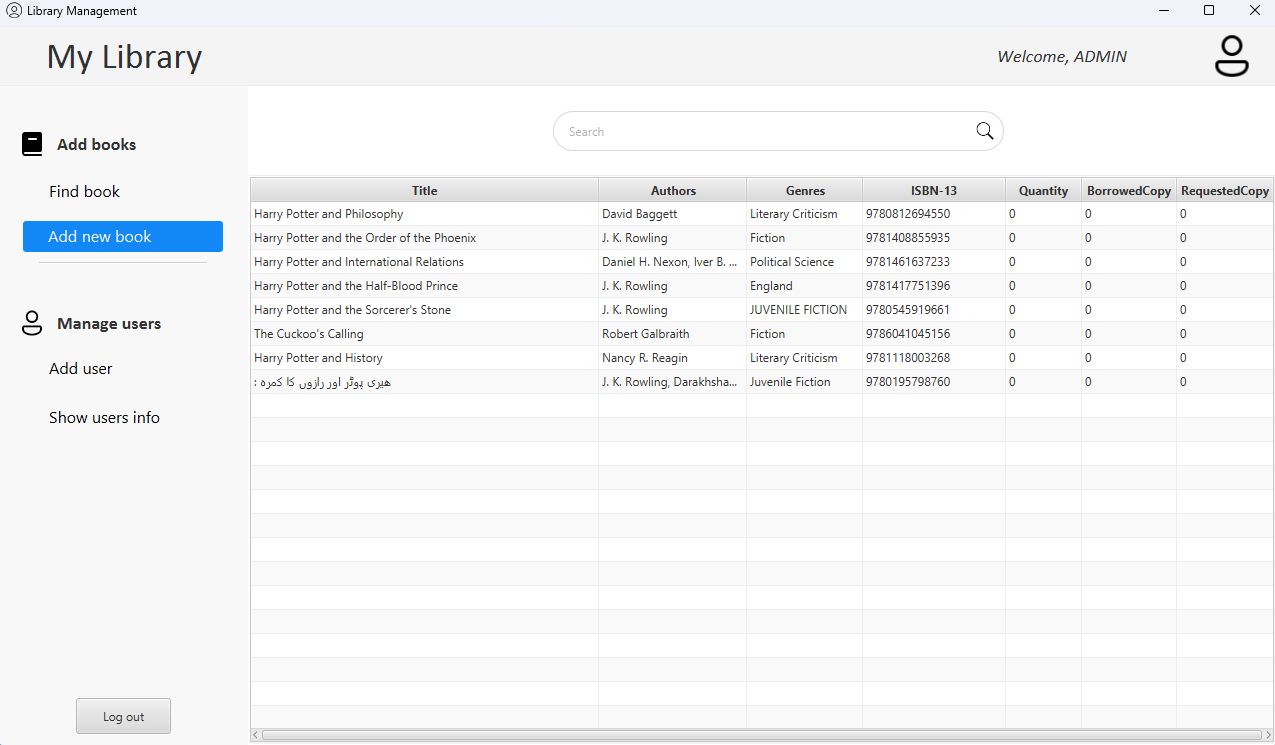 Library Management
My Library
Welcome, ADMIN
Add books
Find book
Add new book
Manage users
Add user
Show users info
Log out
Search
Title Authors Genres ISBN-13 Quantity BorrowedCopy RequestedCopy
Harry Potter and Philosophy David Baggett Literary Criticism 9780812694550 0 0 0
Harry Potter and the Order of the Phoenix J. K. Rowling Fiction 9781408855935 0 0 0
Harry Potter and International Relations Daniel H. Nexon, Iver B. ... Political Science 9781461637233 0 0 0
Harry Potter and the Half-Blood Prince J. K. Rowling England 9781417751396 0 0 0
Harry Potter and the Sorcerer's Stone J. K. Rowling JUVENILE FICTION 9780545919661 0 0 0
The Cuckoo's Calling Robert Galbraith Fiction 9786041045156 0 0 0
Harry Potter and History Nancy R. Reagin Literary Criticism 9781118003268 0 0 0
ھیری پوٹر اور رازوں کا کمرہ : J. K. Rowling, Darakhsha... Juvenile Fiction 9780195798760 0 0 0